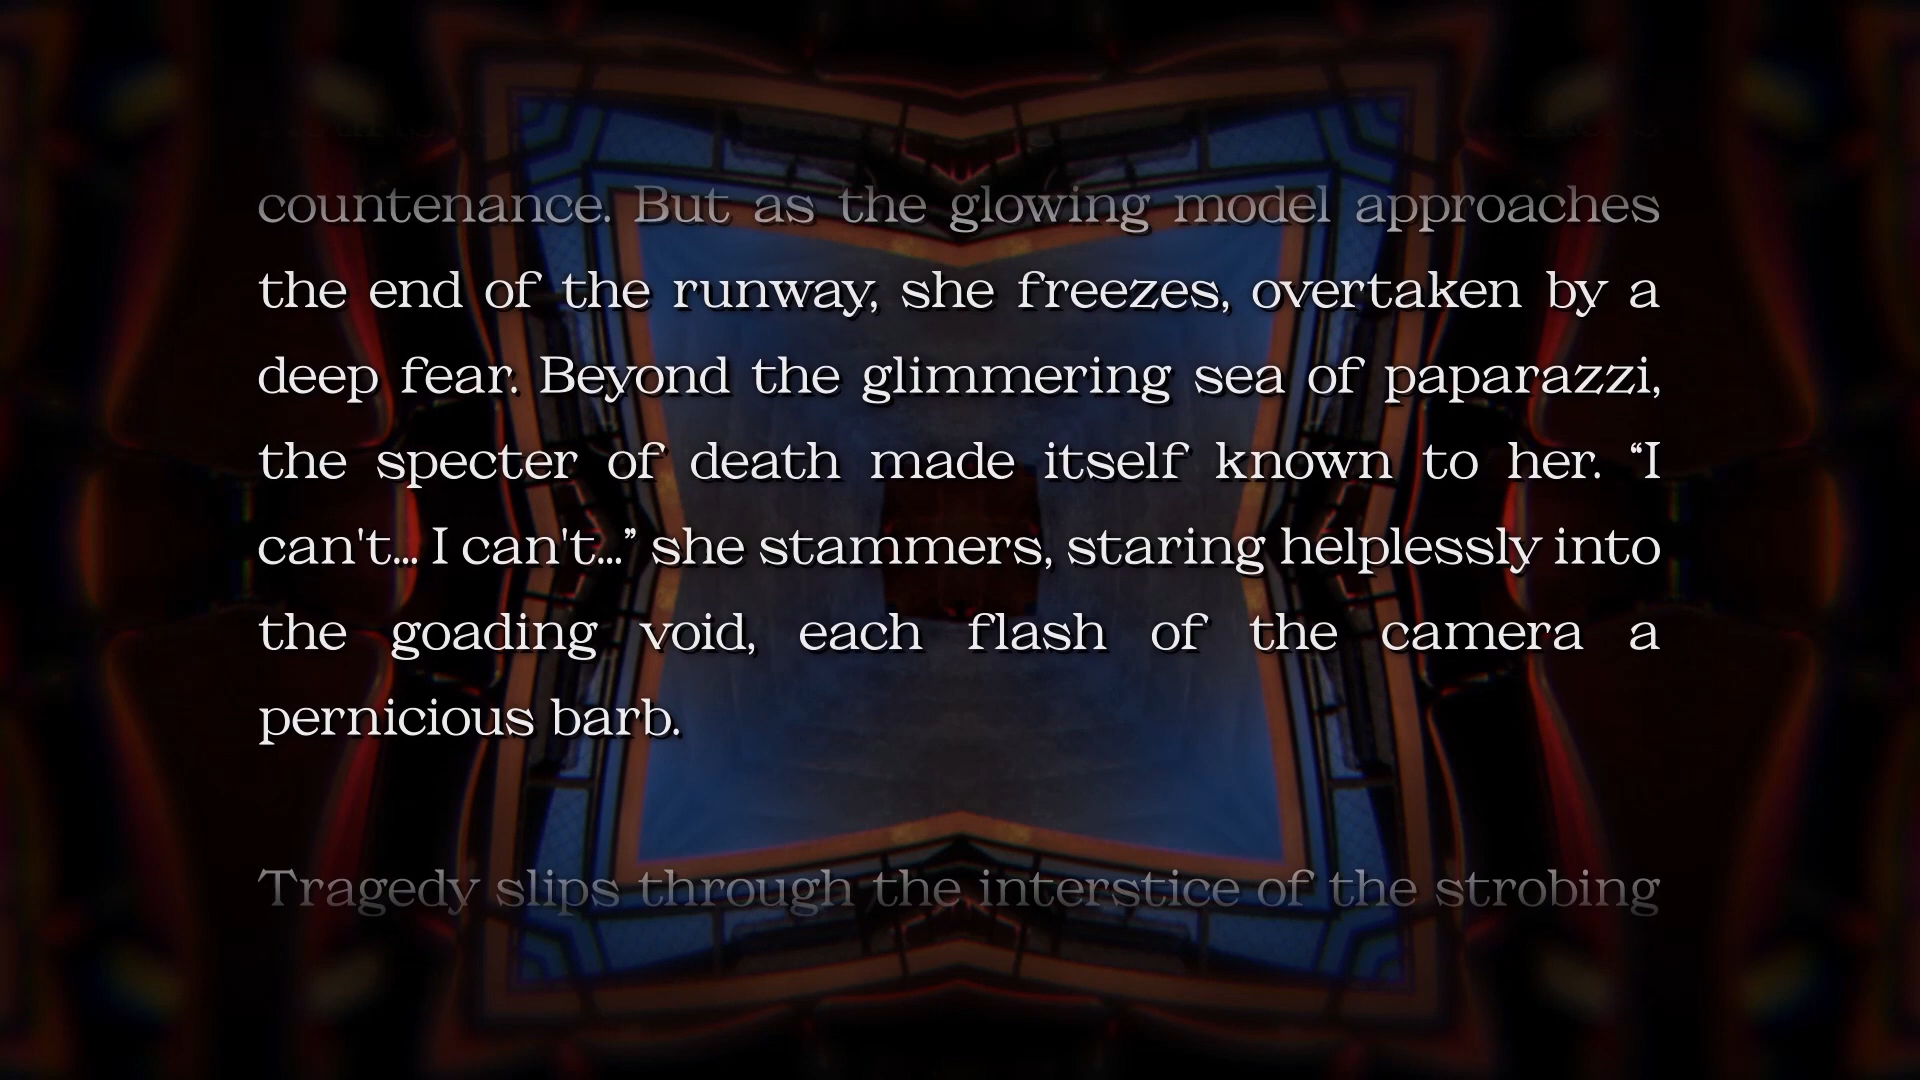 countenance. But as the glowing model approaches
the end of the runway, she freezes, overtaken by a
deep fear. Beyond the glimmering sea of paparazzi,
the specter of death made itself known to her. “I
can't... I can't...” she stammers, staring helplessly into
the goading void, each flash of the camera a
pernicious barb.
Tragedy slips through the interstice of the strobing